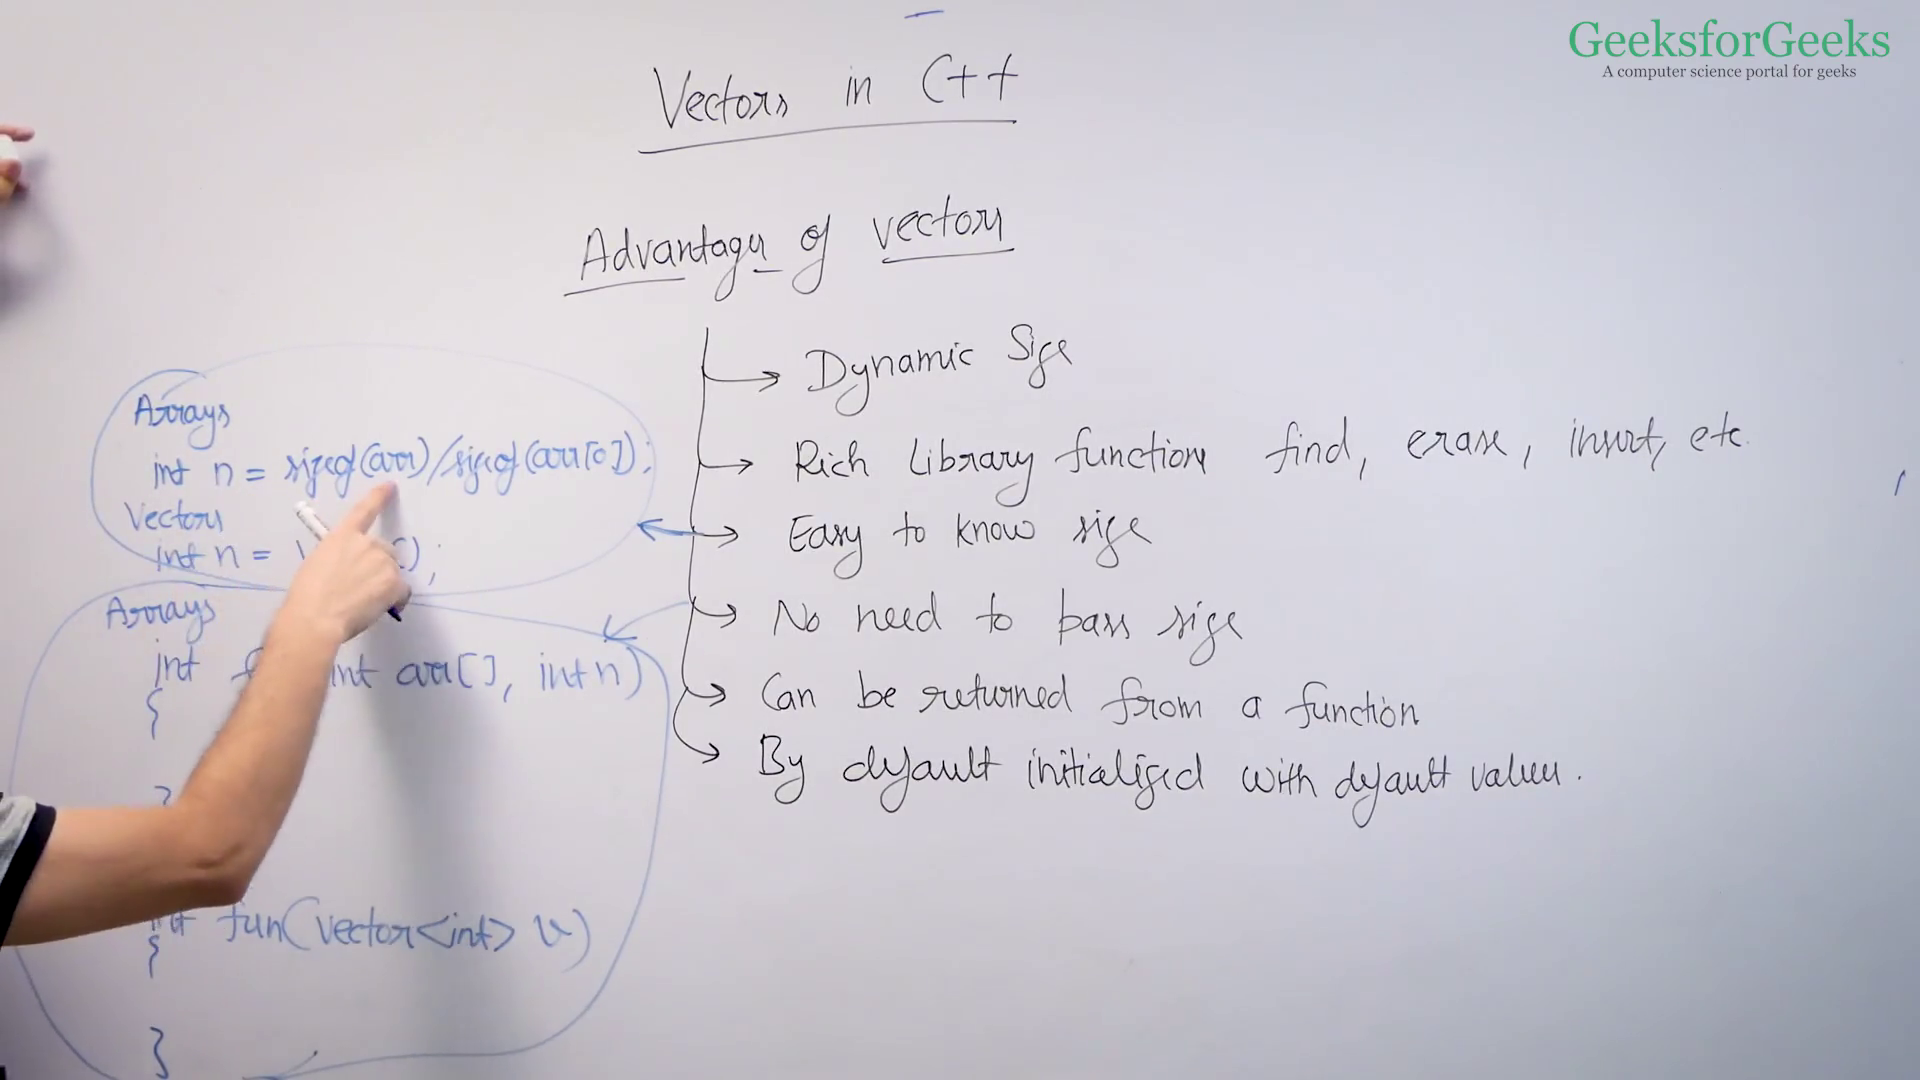 GeeksforGeeks
A computer science portal for geeks
Vectors in C++
Advantages of vectors
Dynamic Size
Rich Library functions find, erase, insert, etc
Easy to know size
No need to pass size
Can be returned from a function
By default initialized with default values.
Arrays
int n = sizeof(arr)/sizeof(arr[0]);
Vectors
int n = ();
Arrays
int int arr[], int n)
{
}
fun(vector<int> v)
{
}